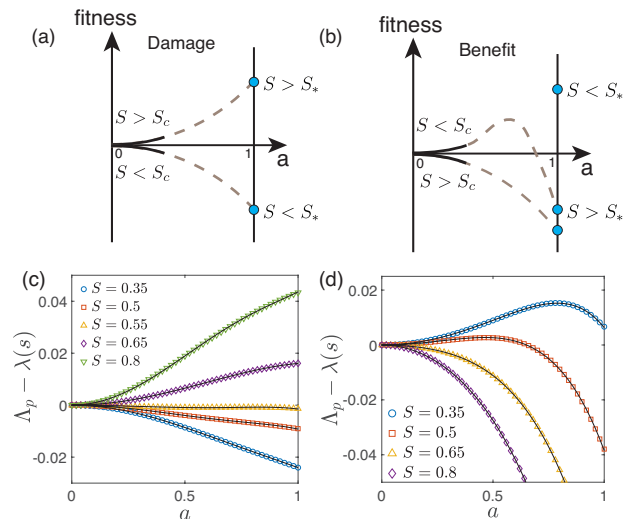 (a)
fitness
Damage
S > S_*
S > S_c
0
1
a
S < S_c
S < S_*
(b)
fitness
Benefit
S < S_*
S < S_c
0
1
a
S > S_c
S > S_*
(c)
S = 0.35
S = 0.5
S = 0.55
S = 0.65
S = 0.8
0.04
0.02
0
-0.02
Λ_p − λ(s)
0
0.5
1
a
(d)
0.02
0
-0.02
-0.04
Λ_p − λ(s)
S = 0.35
S = 0.5
S = 0.65
S = 0.8
0
0.5
1
a